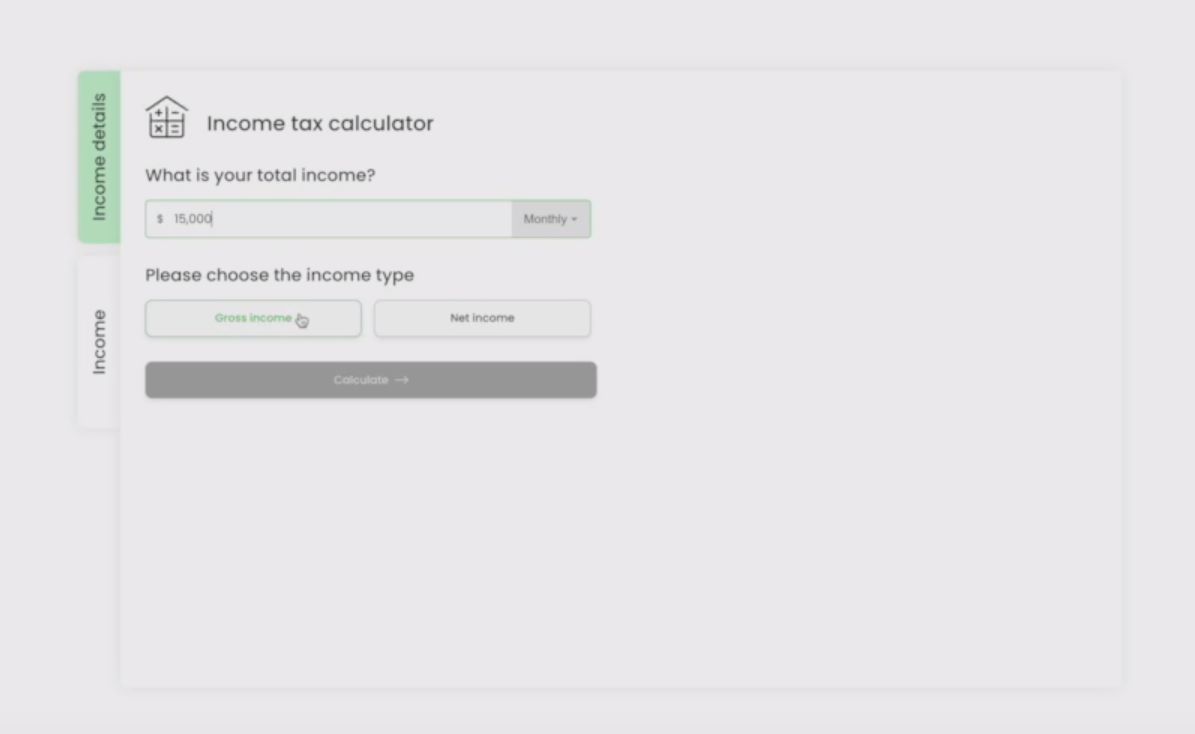 Income details
Income tax calculator
What is your total income?
$ 15,000
Monthly
Please choose the income type
Gross income
Net income
Income
Calculate →